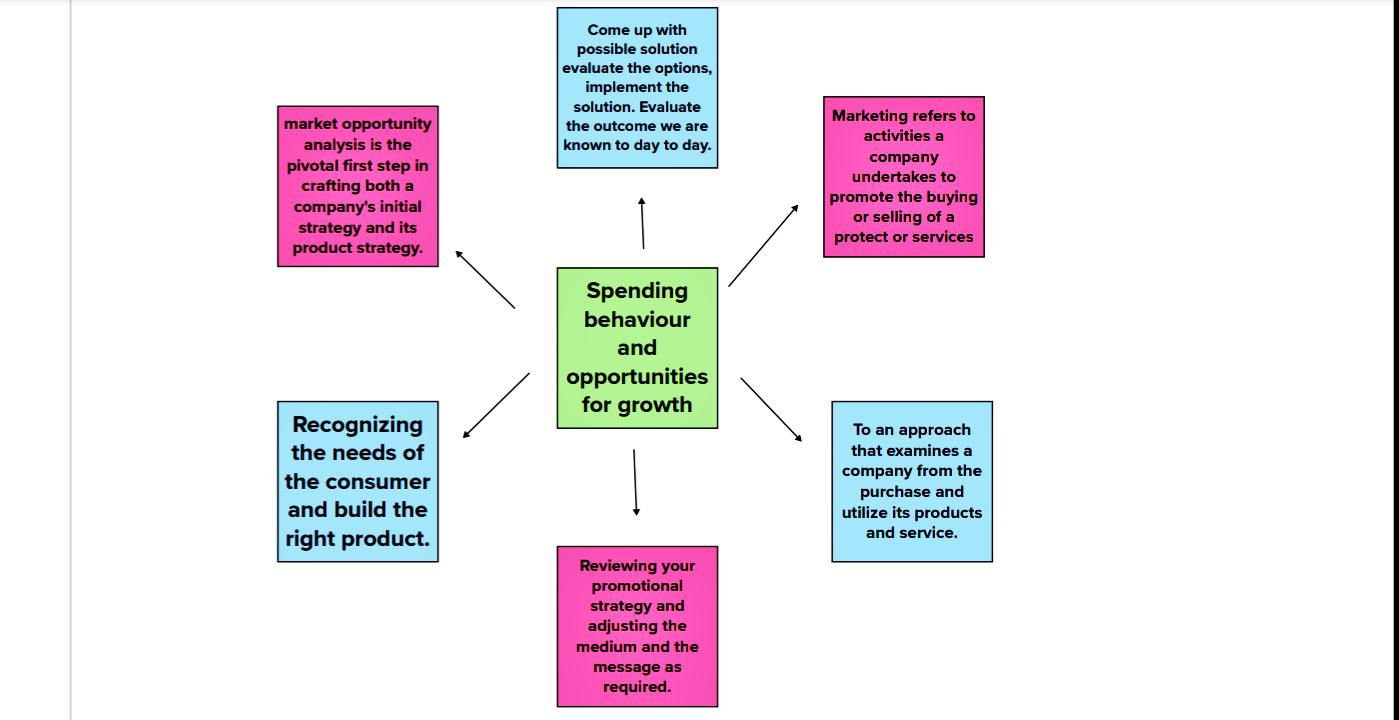 Come up with
possible solution
evaluate the options,
implement the
solution. Evaluate
the outcome we are
known to day to day.
market opportunity
analysis is the
pivotal first step in
crafting both a
company's initial
strategy and its
product strategy.
Marketing refers to
activities a
company
undertakes to
promote the buying
or selling of a
protect or services
Spending
behaviour
and
opportunities
for growth
Recognizing
the needs of
the consumer
and build the
right product.
To an approach
that examines a
company from the
purchase and
utilize its products
and service.
Reviewing your
promotional
strategy and
adjusting the
medium and the
message as
required.